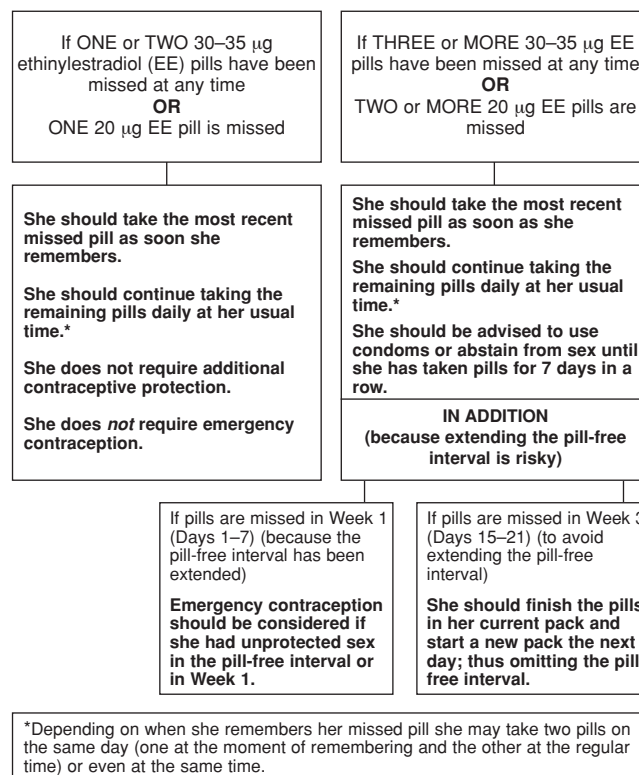 If ONE or TWO 30–35 µg
ethinylestradiol (EE) pills have been
missed at any time
OR
ONE 20 µg EE pill is missed
If THREE or MORE 30–35 µg EE
pills have been missed at any time
OR
TWO or MORE 20 µg EE pills are
missed
She should take the most recent
missed pill as soon she
remembers.
She should continue taking the
remaining pills daily at her usual
time.*
She does not require additional
contraceptive protection.
She does not require emergency
contraception.
She should take the most recent
missed pill as soon as she
remembers.
She should continue taking the
remaining pills daily at her usual
time.*
She should be advised to use
condoms or abstain from sex until
she has taken pills for 7 days in a
row.
IN ADDITION
(because extending the pill-free
interval is risky)
If pills are missed in Week 1
(Days 1–7) (because the
pill-free interval has been
extended)
Emergency contraception
should be considered if
she had unprotected sex
in the pill-free interval or
in Week 1.
If pills are missed in Week 3
(Days 15–21) (to avoid
extending the pill-free
interval)
She should finish the pills
in her current pack and
start a new pack the next
day; thus omitting the pill
free interval.
*Depending on when she remembers her missed pill she may take two pills on
the same day (one at the moment of remembering and the other at the regular
time) or even at the same time.